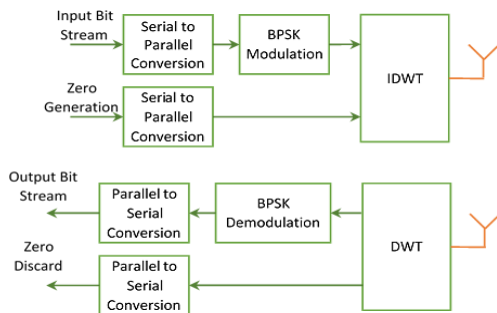 Input Bit
Stream
Serial to
Parallel
Conversion
BPSK
Modulation
IDWT
Zero
Generation
Serial to
Parallel
Conversion
Output Bit
Stream
Parallel to
Serial
Conversion
BPSK
Demodulation
DWT
Zero
Discard
Parallel to
Serial
Conversion